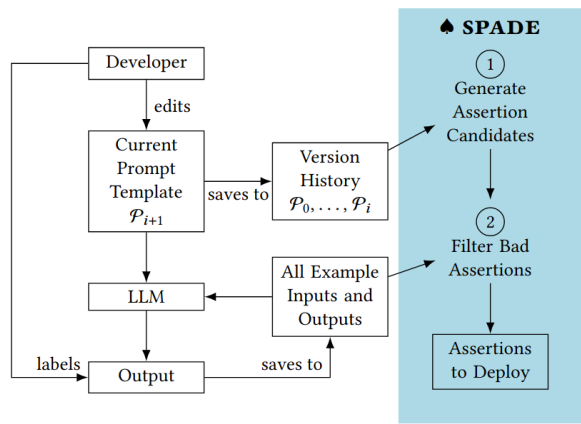 ♠ SPADE
Developer
edits
Current
Prompt
Template
𝒫ᵢ₊₁
saves to
Version
History
𝒫₀, . . . , 𝒫ᵢ
1
Generate
Assertion
Candidates
2
Filter Bad
Assertions
LLM
All Example
Inputs and
Outputs
labels
Output
saves to
Assertions
to Deploy